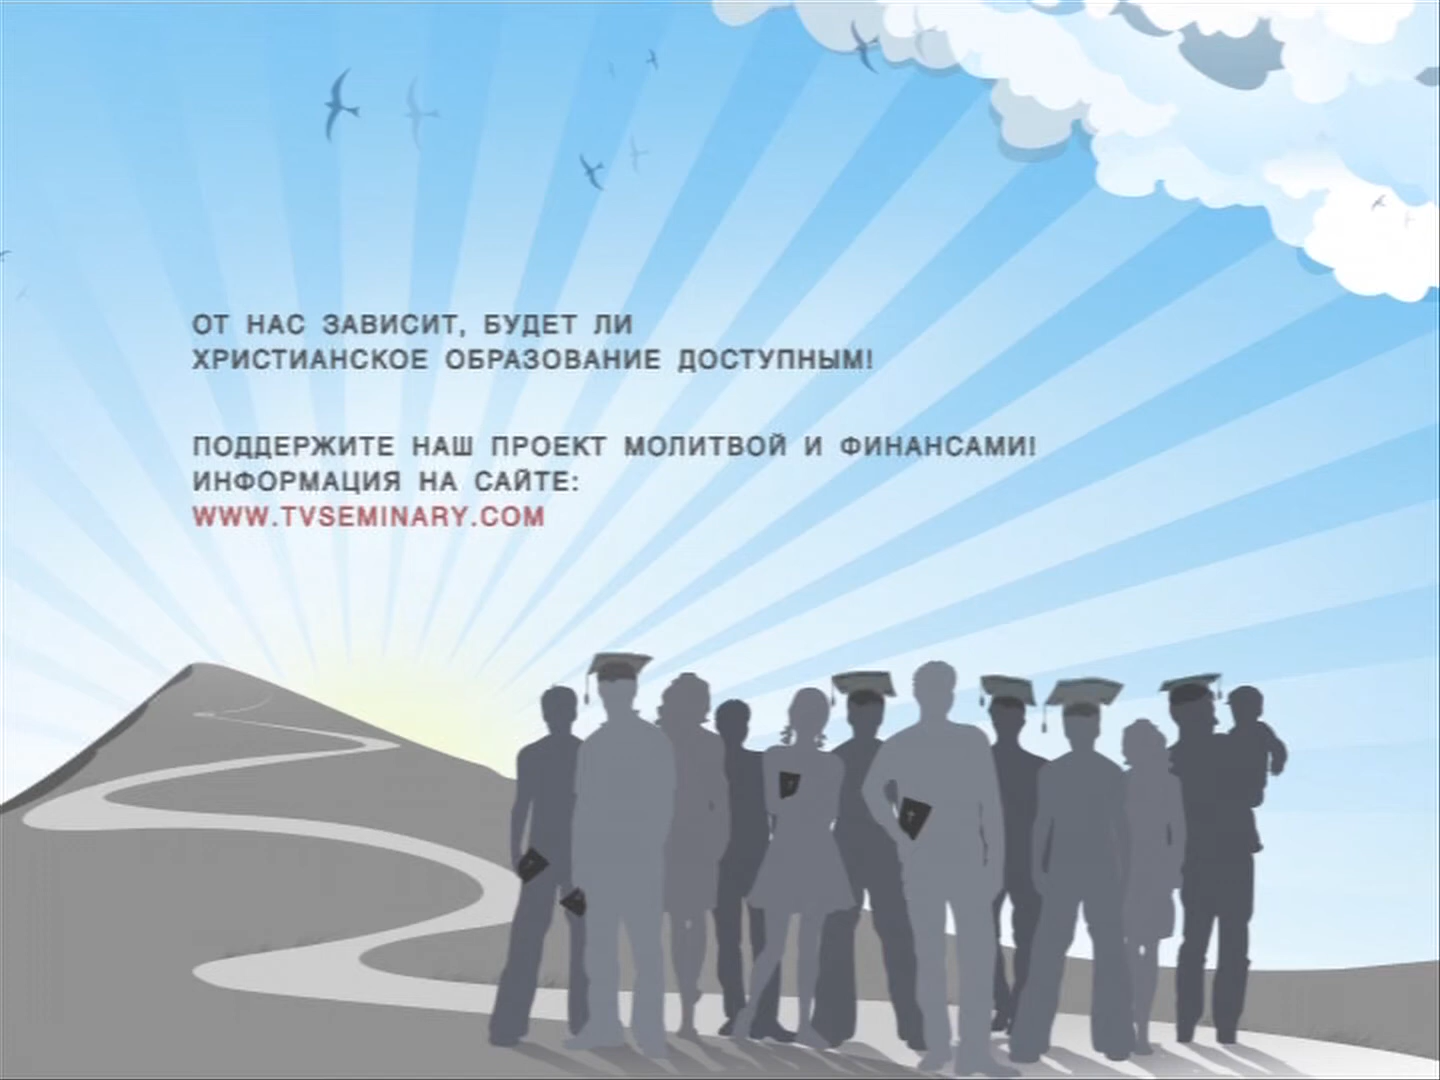 ОТ НАС ЗАВИСИТ, БУДЕТ ЛИ
ХРИСТИАНСКОЕ ОБРАЗОВАНИЕ ДОСТУПНЫМ!
ПОДДЕРЖИТЕ НАШ ПРОЕКТ МОЛИТВОЙ И ФИНАНСАМИ!
ИНФОРМАЦИЯ НА САЙТЕ:
WWW.TVSEMINARY.COM